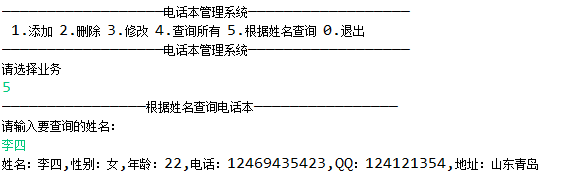 ——————————————————电话本管理系统——————————————————
1.添加 2.删除 3.修改 4.查询所有 5.根据姓名查询 0.退出
——————————————————电话本管理系统——————————————————
请选择业务
5
————————————————根据姓名查询电话本————————————————
请输入要查询的姓名：
李四
姓名：李四,性别：女,年龄：22,电话：12469435423,QQ：124121354,地址：山东青岛